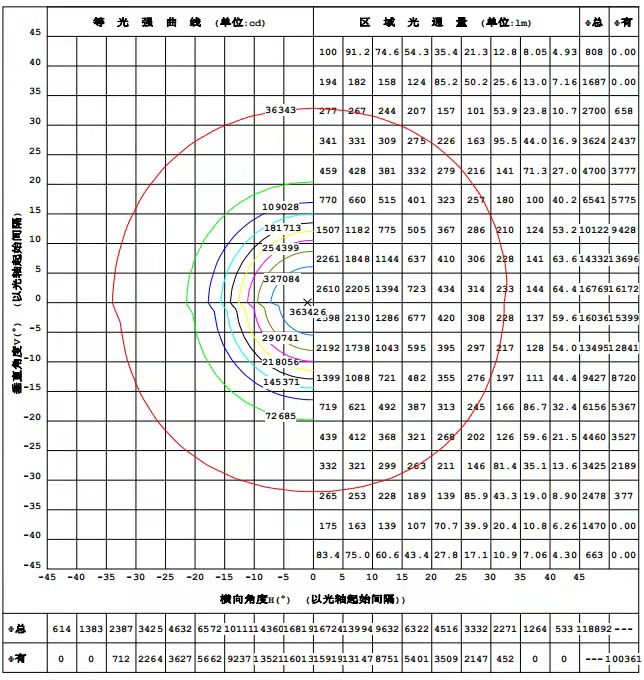 等光强曲线 (单位:cd) 区域光通量 (单位:lm) Φ总 Φ有
45
100 91.2 74.6 54.3 35.4 21.3 12.8 8.05 4.93 808 0.00
40
194 182 158 124 85.2 50.2 25.6 13.0 7.16 1687 0.00
35
36343 277 267 244 207 157 101 53.9 23.8 10.7 2700 658
30
341 331 309 275 226 163 95.5 44.0 16.9 3624 2437
25
459 428 381 332 279 216 141 71.3 27.0 4700 3777
20
770 660 515 401 323 257 180 100 40.2 6541 5775
109028
15
181713 1507 1182 775 505 367 286 210 124 53.2 10122 9428
10
254399
2261 1848 1144 637 410 306 228 141 63.6 14332 13696
5
327084
2610 2205 1394 723 434 314 233 144 64.4 16769 16172
0
363426
2598 2130 1286 677 420 308 228 137 59.6 16036 15399
-5
290741
2192 1738 1043 595 395 297 217 128 54.0 13495 12841
-10
218056
145371 1399 1088 721 482 355 276 197 111 44.4 9427 8720
-15
719 621 492 387 313 245 166 86.7 32.4 6156 5367
72685
-20
439 412 368 321 268 202 126 59.6 21.5 4460 3527
-25
332 321 299 263 211 146 81.4 35.1 13.6 3425 2189
-30
265 253 228 189 139 85.9 43.3 19.0 8.90 2478 377
-35
175 163 139 107 70.7 39.9 20.4 10.8 6.26 1470 0.00
-40
83.4 75.0 60.6 43.4 27.8 17.1 10.9 7.06 4.30 663 0.00
-45
垂直角度V(°) (以光轴起始间隔)
-45 -40 -35 -30 -25 -20 -15 -10 -5 0 5 10 15 20 25 30 35 40 45
横向角度H(°) (以光轴起始间隔))
Φ总 614 1383 2387 3425 4632 6572 10111 14360 16819 16724 13994 9632 6322 4516 3332 2271 1264 533 118892 ---
Φ有 0 0 712 2264 3627 5662 9237 13521 16013 15919 13147 8751 5401 3509 2147 452 0 0 --- 100361